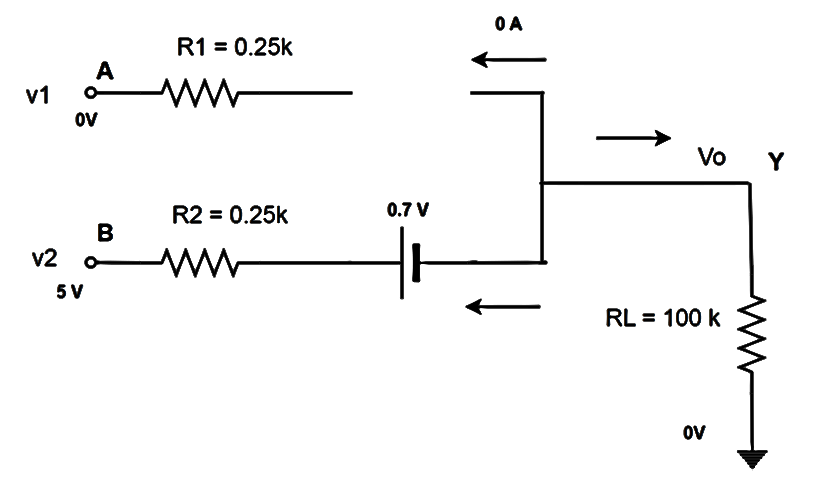 0 A
R1 = 0.25k
A
v1
0V
Vo
Y
R2 = 0.25k
0.7 V
B
v2
5 V
RL = 100 k
0V